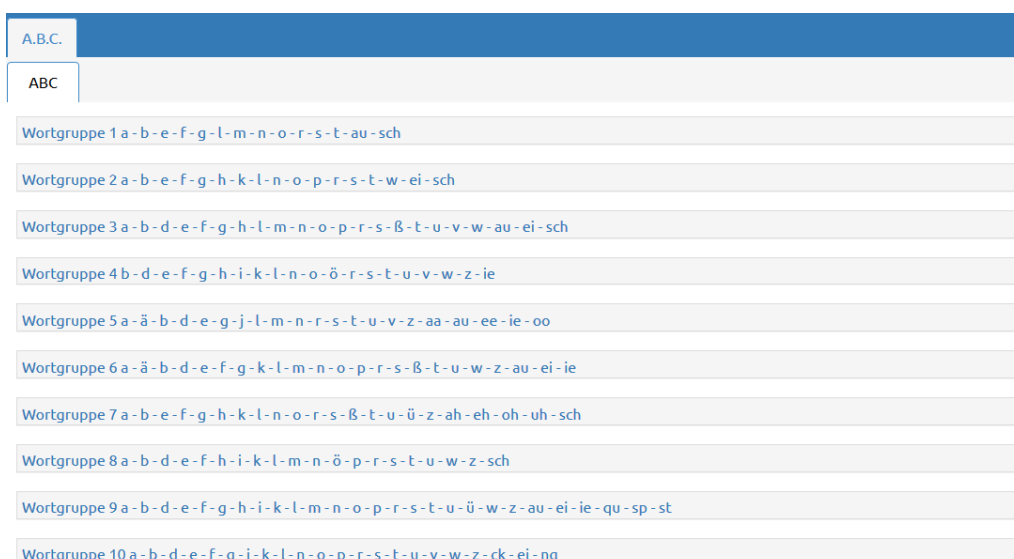 A.B.C.
ABC
Wortgruppe 1 a - b - e - f - g - l - m - n - o - r - s - t - au - sch
Wortgruppe 2 a - b - e - f - g - h - k - l - n - o - p - r - s - t - w - ei - sch
Wortgruppe 3 a - b - d - e - f - g - h - l - m - n - o - p - r - s - ß - t - u - v - w - au - ei - sch
Wortgruppe 4 b - d - e - f - g - h - i - k - l - n - o - ö - r - s - t - u - v - w - z - ie
Wortgruppe 5 a - ä - b - d - e - g - j - l - m - n - r - s - t - u - v - z - aa - au - ee - ie - oo
Wortgruppe 6 a - ä - b - d - e - f - g - k - l - m - n - o - p - r - s - ß - t - u - w - z - au - ei - ie
Wortgruppe 7 a - b - e - f - g - h - k - l - n - o - r - s - ß - t - u - ü - z - ah - eh - oh - uh - sch
Wortgruppe 8 a - b - d - e - f - h - i - k - l - m - n - ö - p - r - s - t - u - w - z - sch
Wortgruppe 9 a - b - d - e - f - g - h - i - k - l - m - n - o - p - r - s - t - u - ü - w - z - au - ei - ie - qu - sp - st
Wortgruppe 10 a - b - d - e - f - g - i - k - l - n - o - p - r - s - t - u - v - w - z - ck - ei - ng